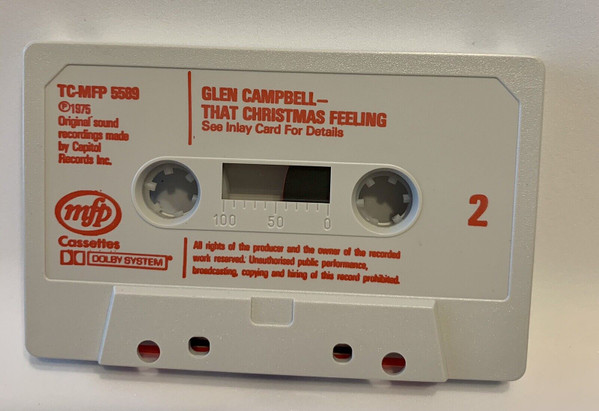 TC-MFP 5589
Ⓟ1975
Original sound
recordings made
by Capitol
Records Inc.
GLEN CAMPBELL–
THAT CHRISTMAS FEELING
See Inlay Card For Details
100 50 0
2
mfp
Cassettes
DOLBY SYSTEM
All rights of the producer and the owner of the recorded
work reserved. Unauthorised public performance,
broadcasting, copying and hiring of this record prohibited.